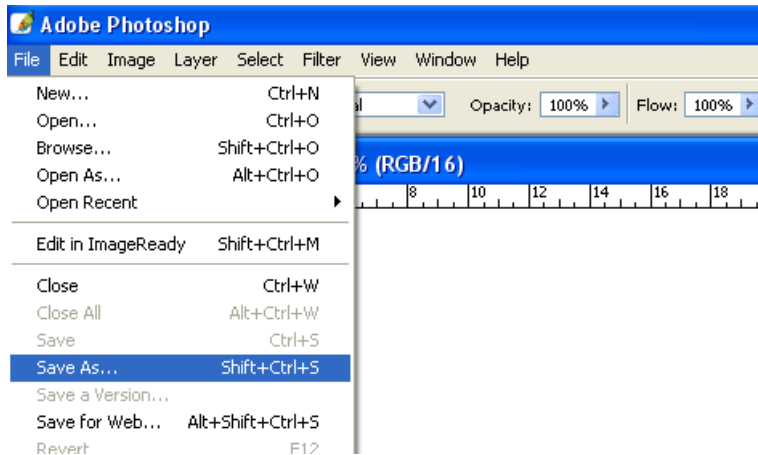 Adobe Photoshop
File Edit Image Layer Select Filter View Window Help
Opacity: 100% Flow: 100%
% (RGB/16)
8 10 12 14 16 18
New... Ctrl+N
Open... Ctrl+O
Browse... Shift+Ctrl+O
Open As... Alt+Ctrl+O
Open Recent
Edit in ImageReady Shift+Ctrl+M
Close Ctrl+W
Close All Alt+Ctrl+W
Save Ctrl+S
Save As... Shift+Ctrl+S
Save a Version...
Save for Web... Alt+Shift+Ctrl+S
Revert F12